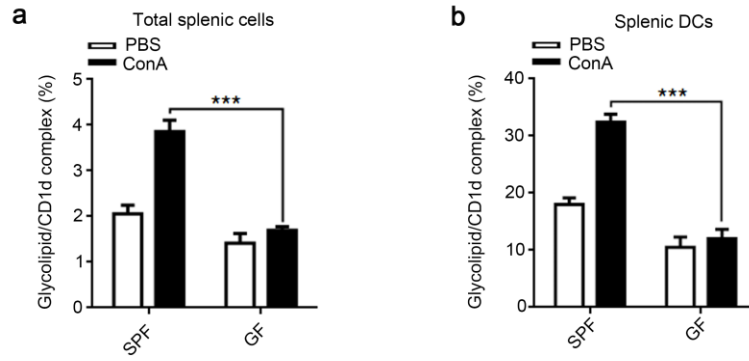 a
Total splenic cells
PBS
ConA
Glycolipid/CD1d complex (%)
5
4
3
2
1
0
***
SPF
GF
b
Splenic DCs
PBS
ConA
Glycolipid/CD1d complex (%)
40
30
20
10
0
***
SPF
GF